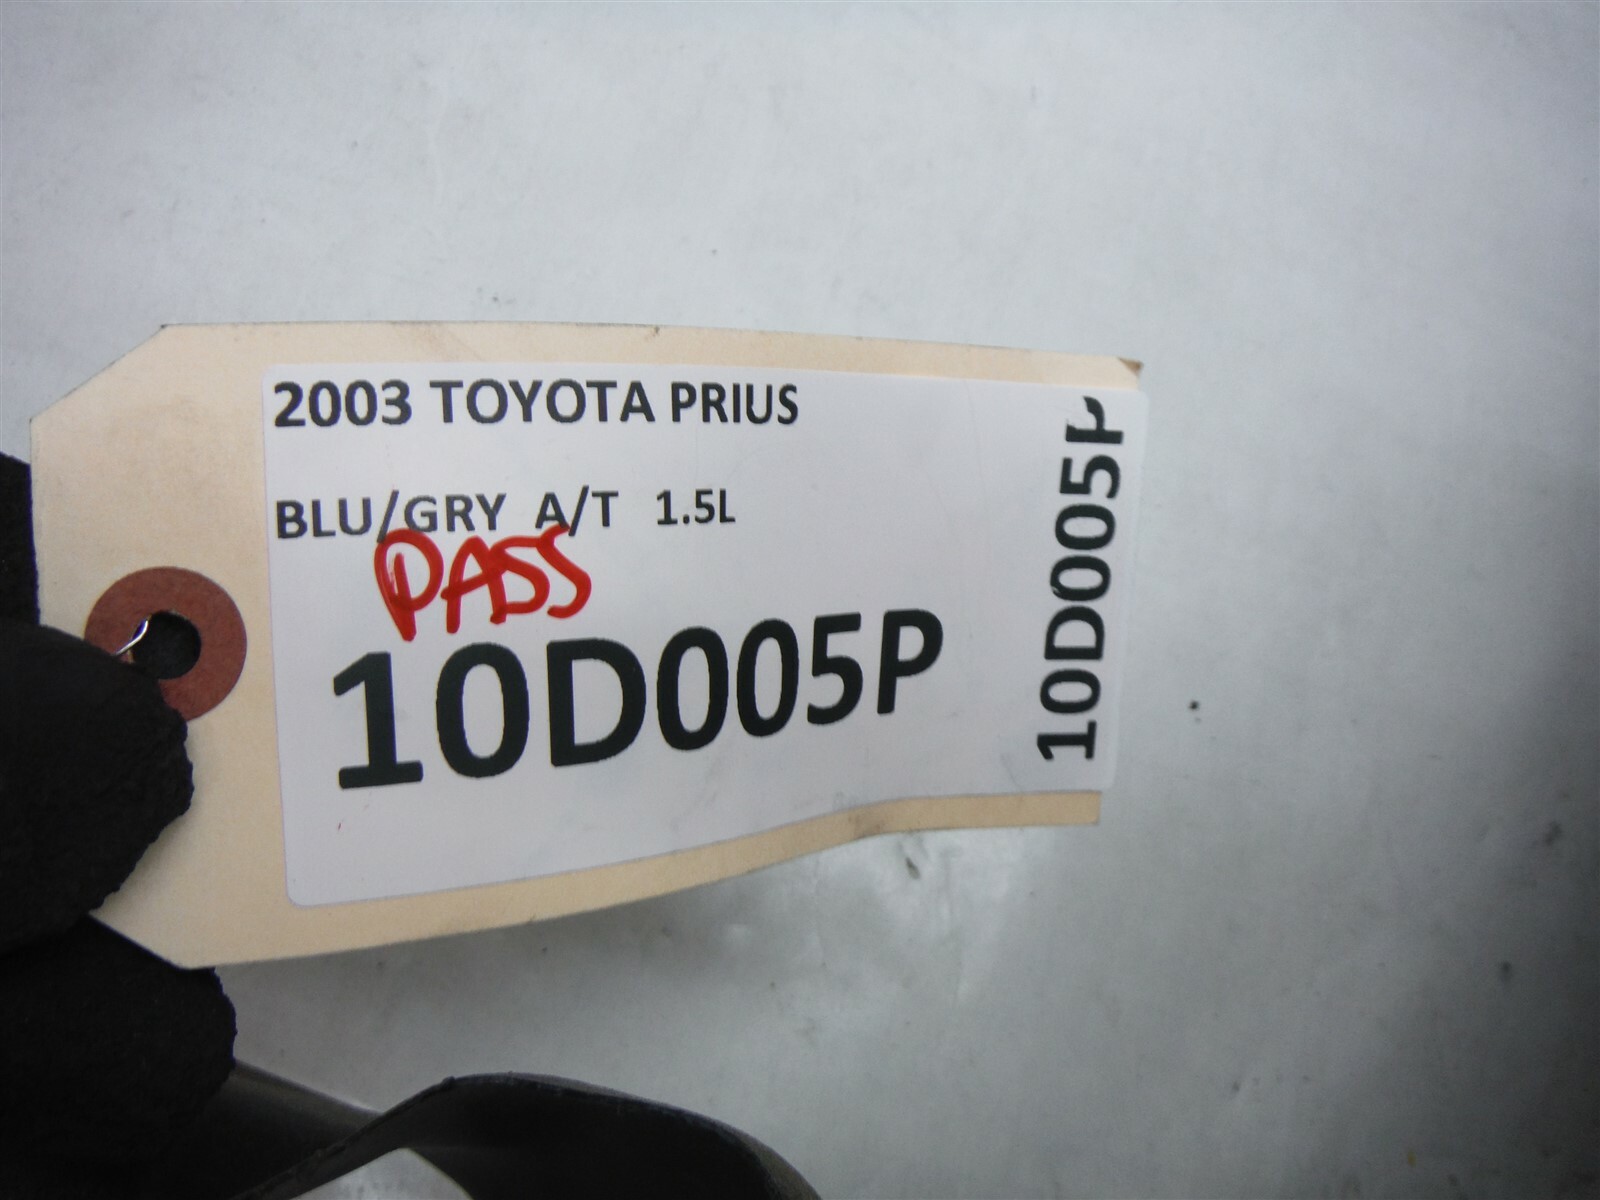 2003 TOYOTA PRIUS
BLU/GRY A/T 1.5L
PASS
10D005P
10D005P